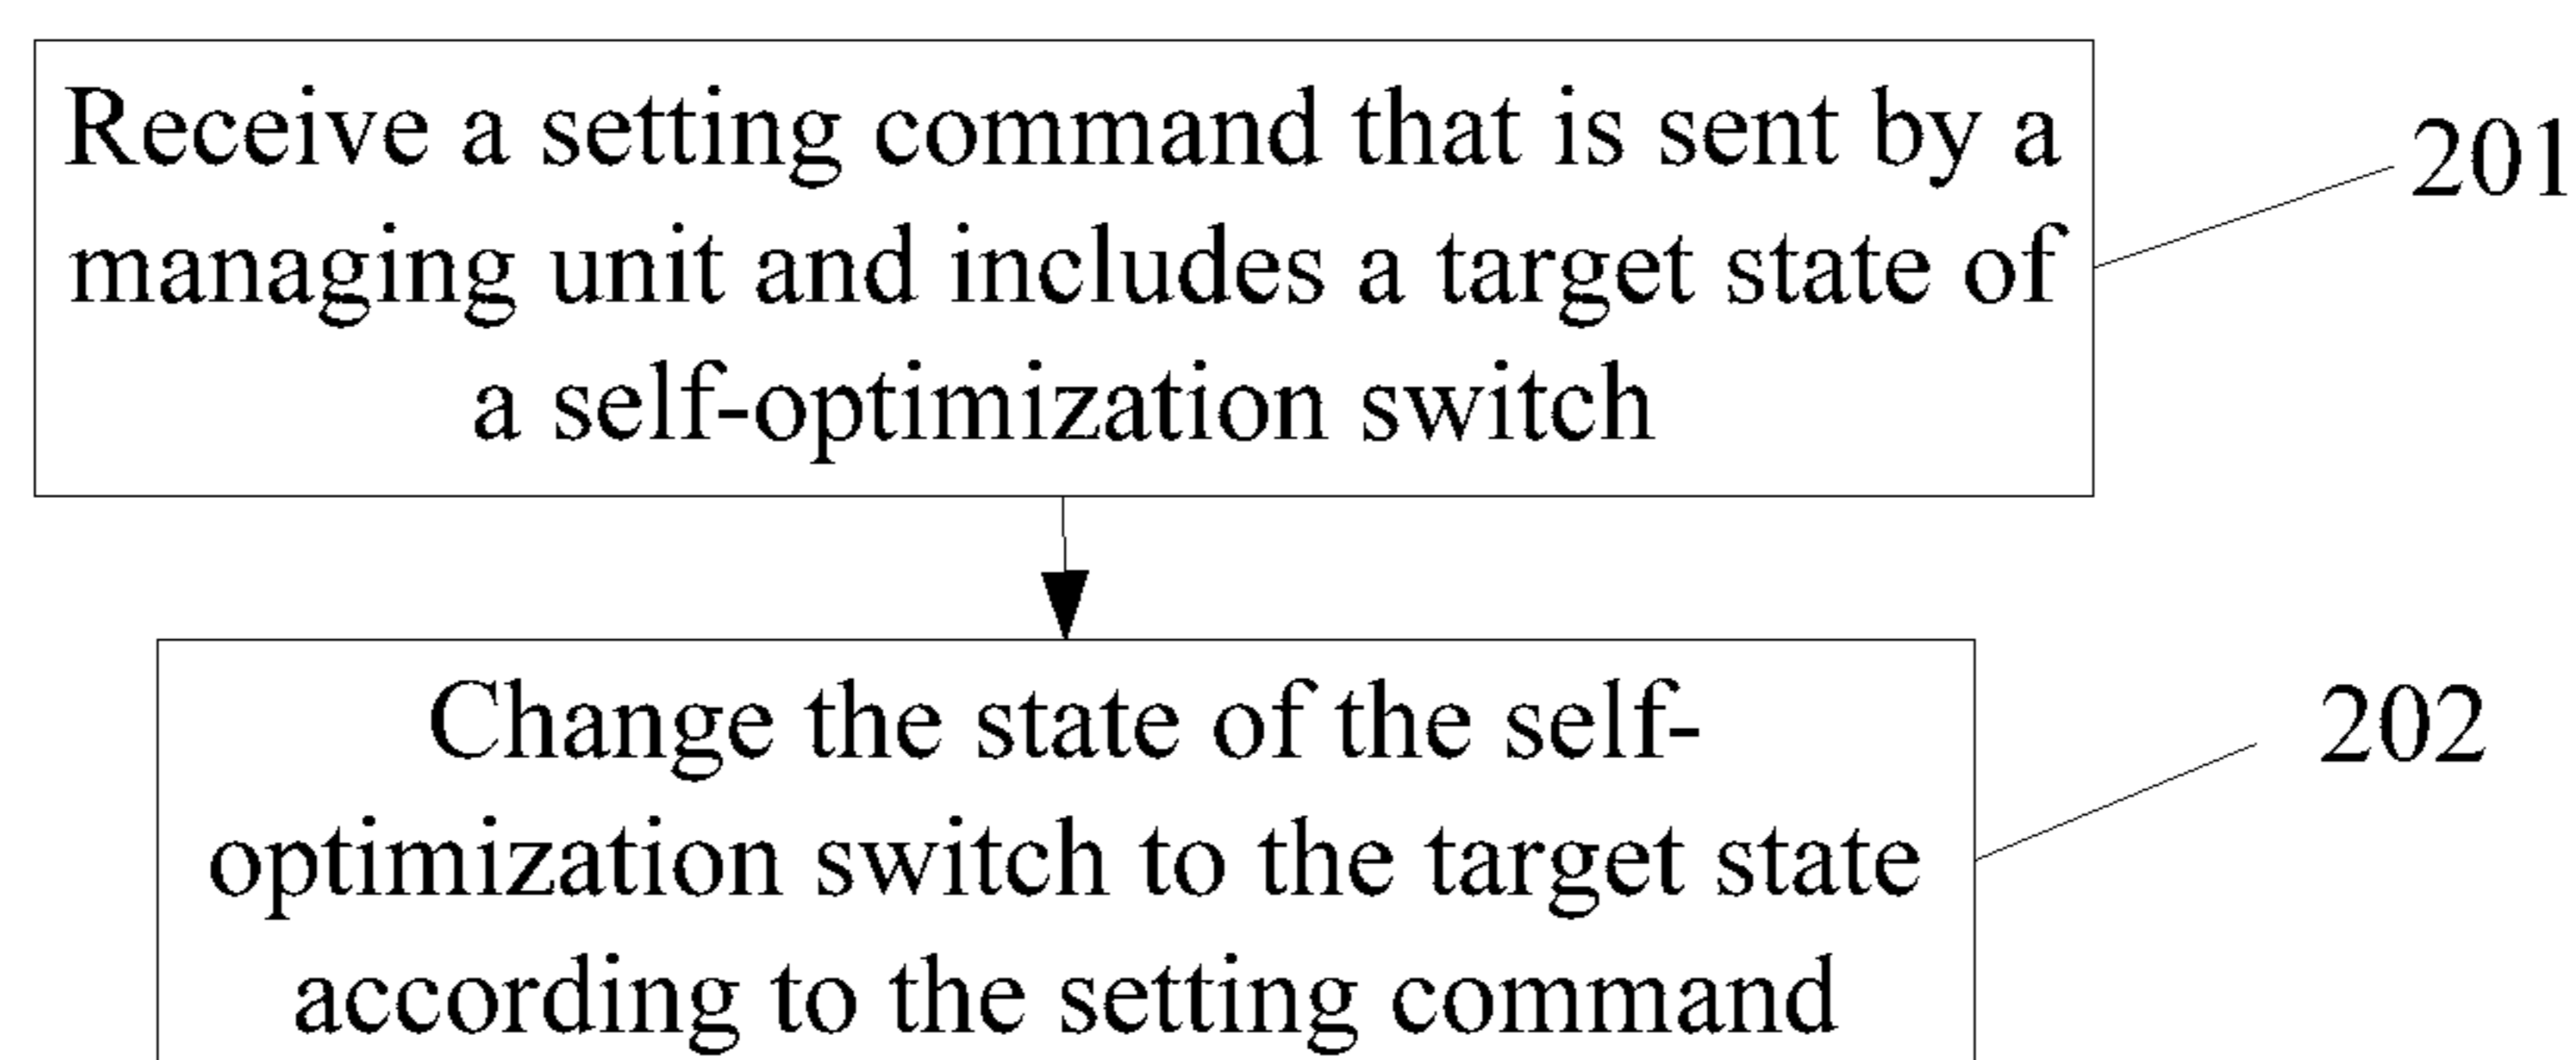 Receive a setting command that is sent by a
managing unit and includes a target state of
a self-optimization switch
201
Change the state of the self-
optimization switch to the target state
according to the setting command
202